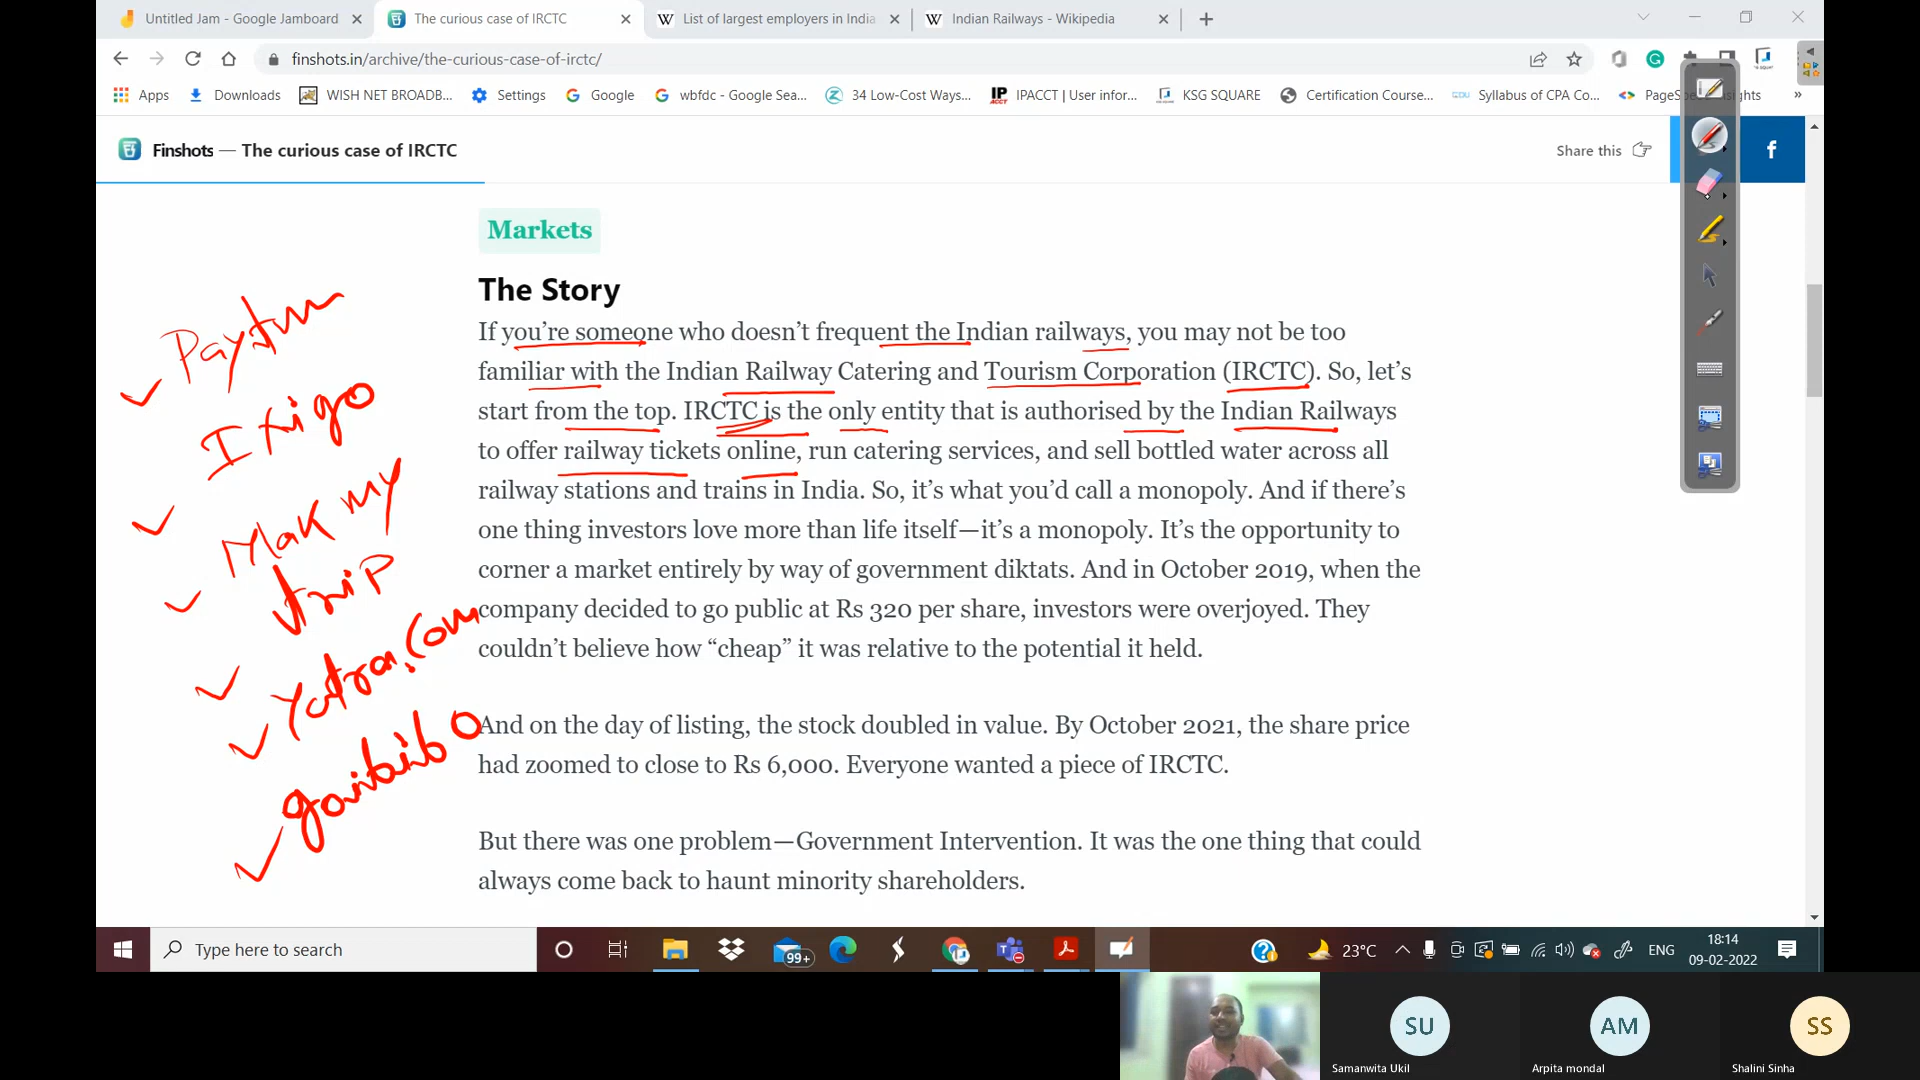 Untitled Jam - Google Jamboard
The curious case of IRCTC
List of largest employers in India
Indian Railways - Wikipedia
finshots.in/archive/the-curious-case-of-irctc/
Apps
Downloads
WISH NET BROADB...
Settings
Google
wbfdc - Google Sea...
34 Low-Cost Ways...
IPACCT | User infor...
KSG SQUARE
Certification Course...
Syllabus of CPA Co...
Finshots — The curious case of IRCTC
Share this
Markets
The Story
If you’re someone who doesn’t frequent the Indian railways, you may not be too
familiar with the Indian Railway Catering and Tourism Corporation (IRCTC). So, let’s
start from the top. IRCTC is the only entity that is authorised by the Indian Railways
to offer railway tickets online, run catering services, and sell bottled water across all
railway stations and trains in India. So, it’s what you’d call a monopoly. And if there’s
one thing investors love more than life itself—it’s a monopoly. It’s the opportunity to
corner a market entirely by way of government diktats. And in October 2019, when the
company decided to go public at Rs 320 per share, investors were overjoyed. They
couldn’t believe how “cheap” it was relative to the potential it held.
And on the day of listing, the stock doubled in value. By October 2021, the share price
had zoomed to close to Rs 6,000. Everyone wanted a piece of IRCTC.
But there was one problem—Government Intervention. It was the one thing that could
always come back to haunt minority shareholders.
Paytm
Ixigo
Mak my
trip
Yatra.com
Type here to search
99+
23°C
ENG
18:14
09-02-2022
SU
AM
SS
Samanwita Ukil
Arpita mondal
Shalini Sinha